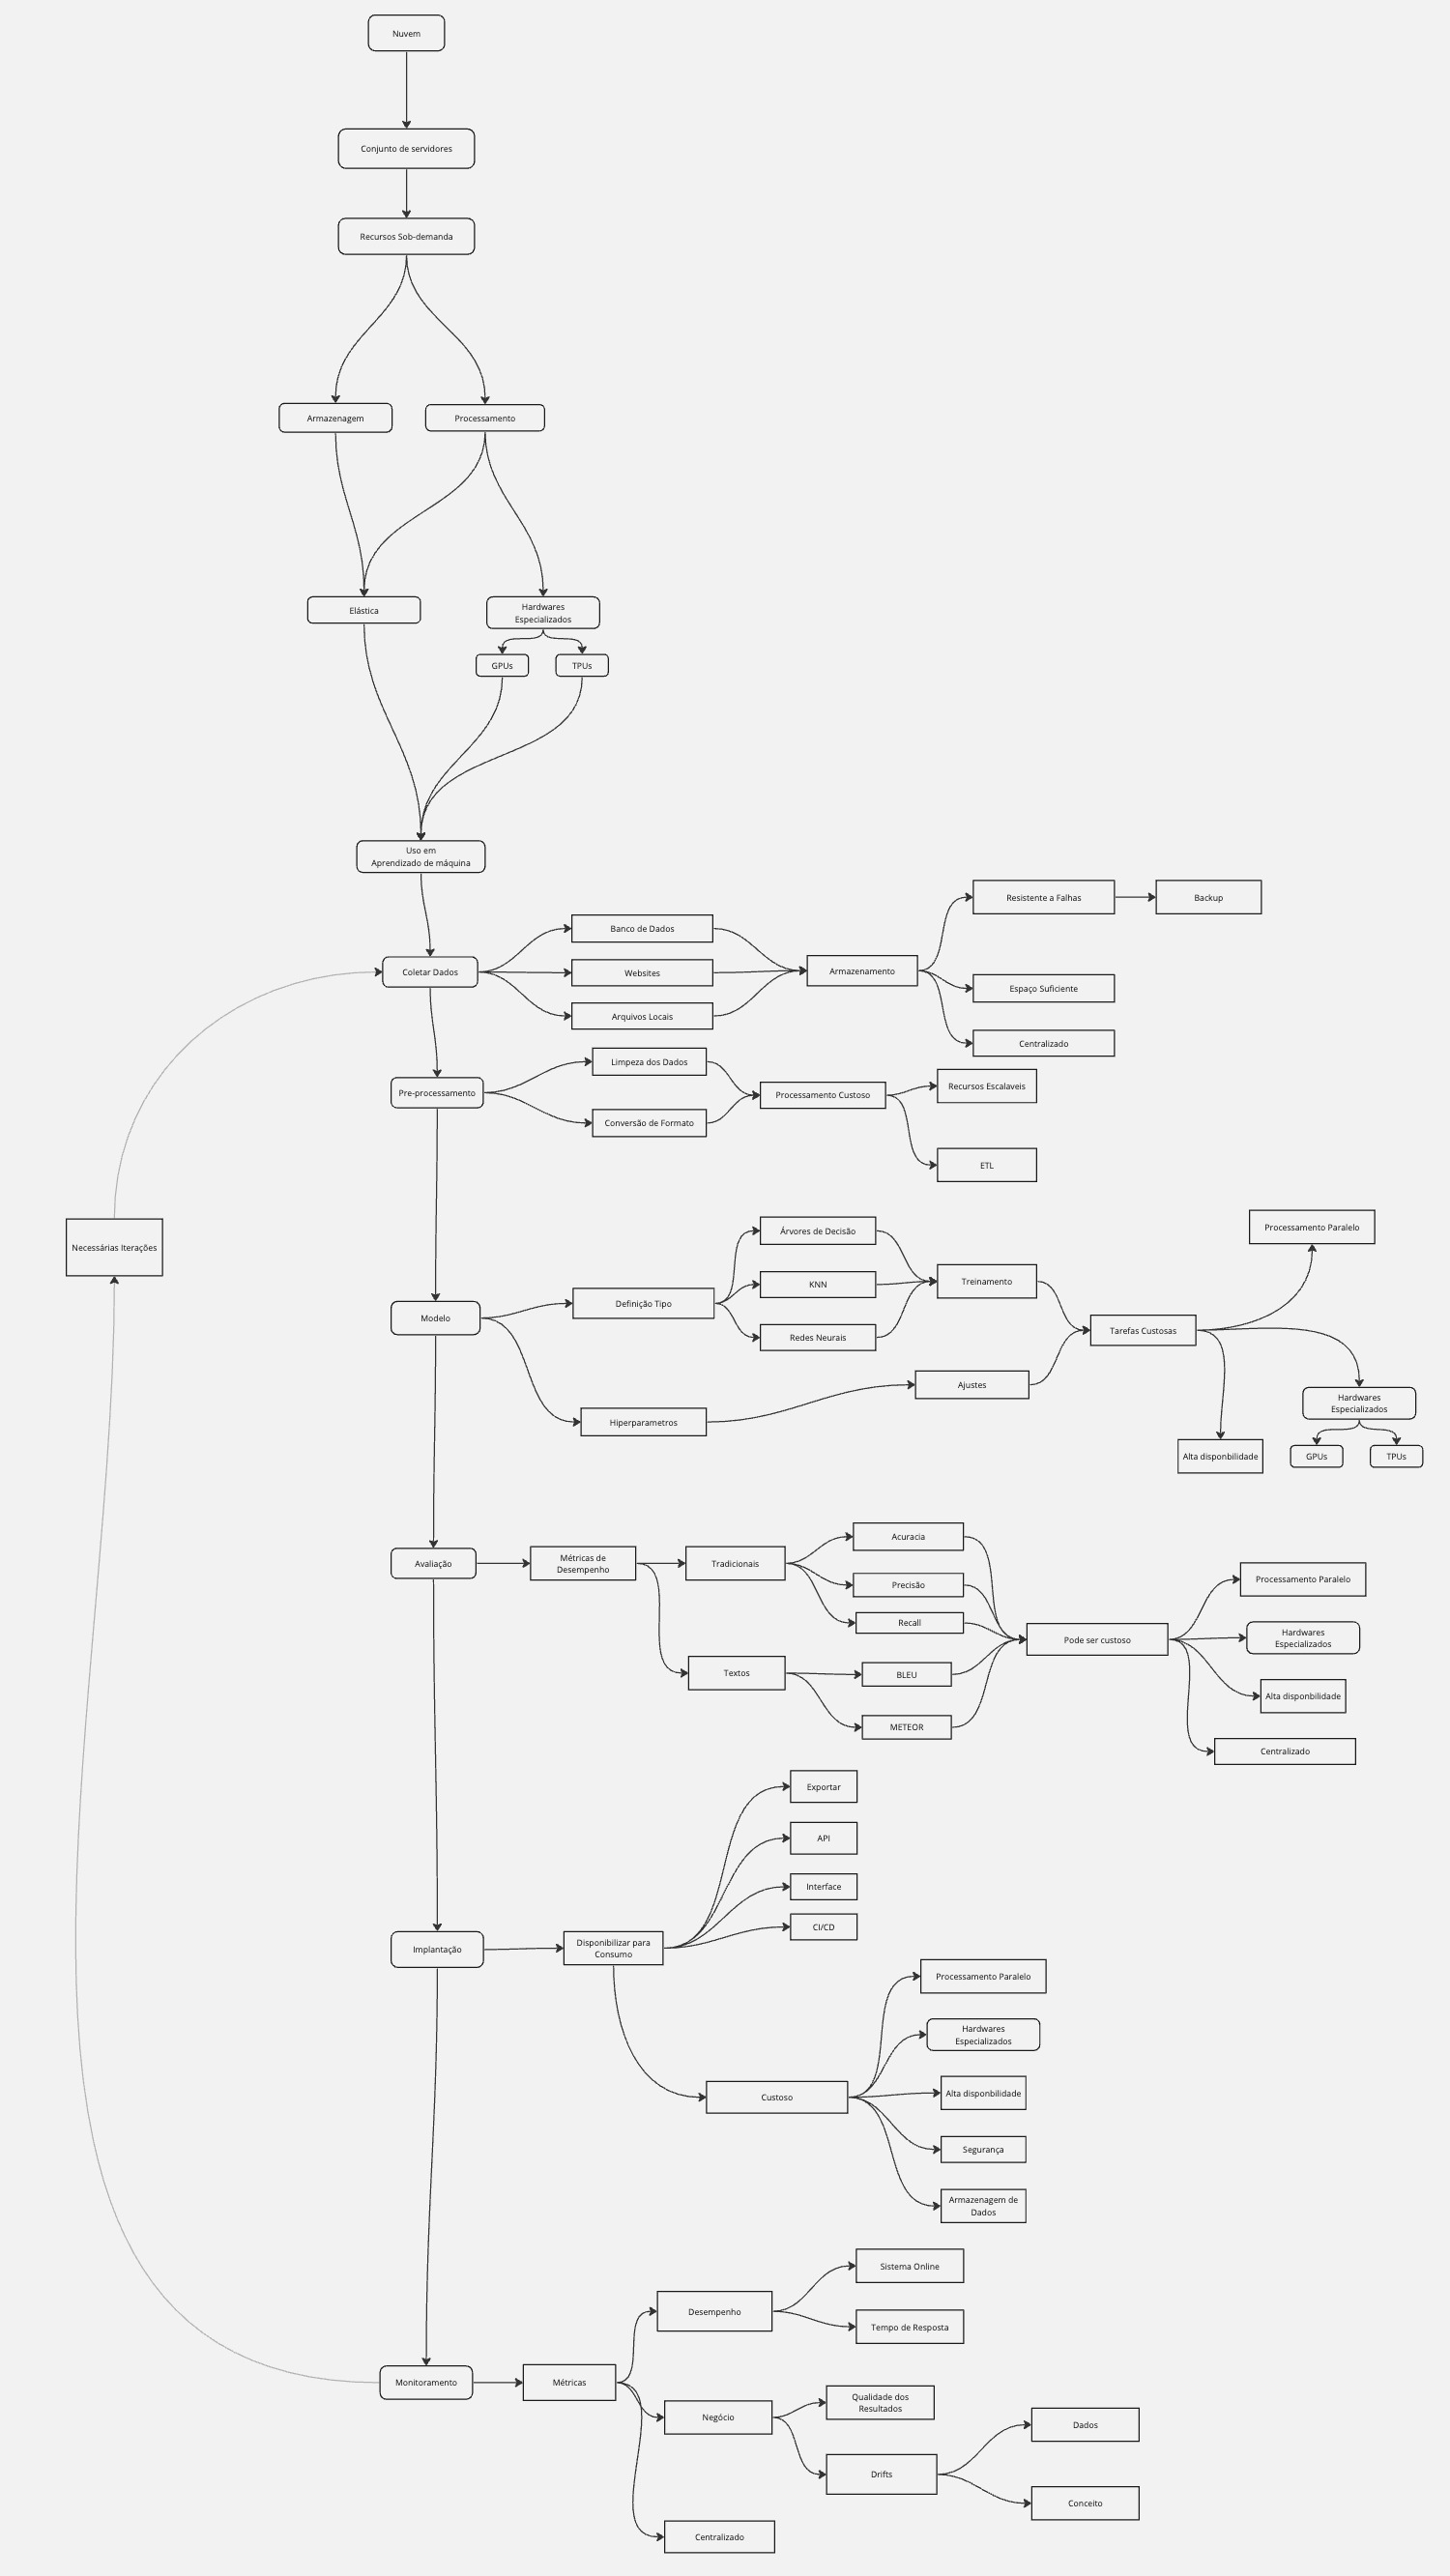 Nuvem
Conjunto de servidores
Recursos Sob-demanda
Armazenagem
Processamento
Elástica
Hardwares
Especializados
GPUs
TPUs
Uso em
Aprendizado de máquina
Coletar Dados
Banco de Dados
Websites
Arquivos Locais
Armazenamento
Resistente a Falhas
Backup
Espaço Suficiente
Centralizado
Pre-processamento
Limpeza dos Dados
Conversão de Formato
Processamento Custoso
Recursos Escalaveis
ETL
Necessárias Iterações
Modelo
Definição Tipo
Árvores de Decisão
KNN
Redes Neurais
Treinamento
Hiperparametros
Ajustes
Tarefas Custosas
Processamento Paralelo
Hardwares
Especializados
GPUs
TPUs
Alta disponbilidade
Avaliação
Métricas de
Desempenho
Tradicionais
Acuracia
Precisão
Recall
Textos
BLEU
METEOR
Pode ser custoso
Processamento Paralelo
Hardwares
Especializados
Alta disponbilidade
Centralizado
Implantação
Disponibilizar para
Consumo
Exportar
API
Interface
CI/CD
Custoso
Processamento Paralelo
Hardwares
Especializados
Alta disponbilidade
Segurança
Armazenagem de
Dados
Monitoramento
Métricas
Desempenho
Sistema Online
Tempo de Resposta
Negócio
Qualidade dos
Resultados
Drifts
Dados
Conceito
Centralizado